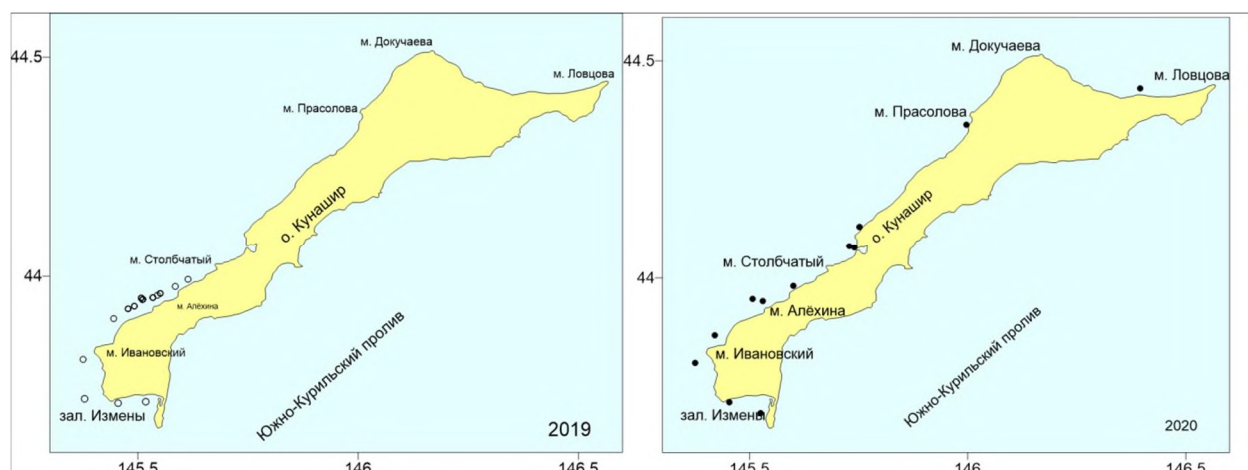 44.5
м. Докучаева
м. Ловцова
м. Прасолова
о. Кунашир
м. Столбчатый
44
м. Алёхина
м. Ивановский
зал. Измены
Южно-Курильский пролив
2019
145.5
146
146.5
м. Докучаева
44.5
м. Ловцова
м. Прасолова
о. Кунашир
м. Столбчатый
44
м. Алёхина
м. Ивановский
зал. Измены
Южно-Курильский пролив
2020
145.5
146
146.5